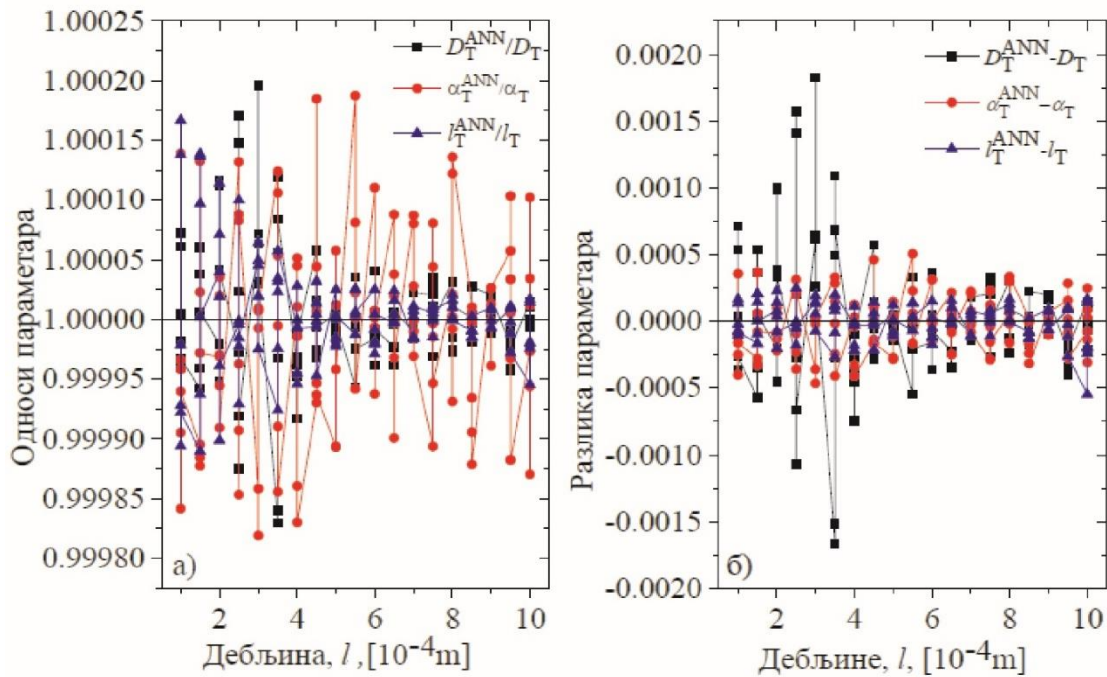 1.00025
1.00020
1.00015
1.00010
1.00005
1.00000
0.99995
0.99990
0.99985
0.99980
Односи параметара
D_T^ANN/D_T
α_T^ANN/α_T
l_T^ANN/l_T
а)
2 4 6 8 10
Дебљина, l ,[10⁻⁴m]
0.0020
0.0015
0.0010
0.0005
0.0000
-0.0005
-0.0010
-0.0015
-0.0020
Разлика параметара
D_T^ANN-D_T
α_T^ANN–α_T
l_T^ANN-l_T
б)
2 4 6 8 10
Дебљине, l, [10⁻⁴m]